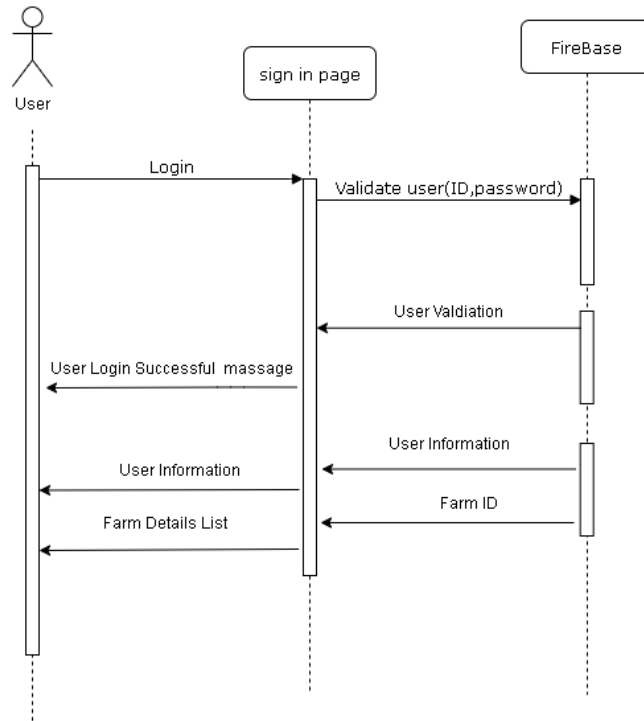 FireBase
sign in page
User
Login
Validate user(ID,password)
User Valdiation
User Login Successful massage
User Information
User Information
Farm ID
Farm Details List